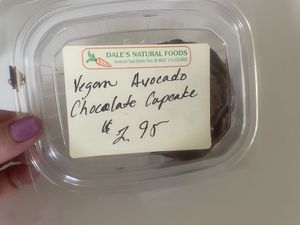 DALE'S NATURAL FOODS
Vegan Avocado
Chocolate Cupcake
$ 2.95